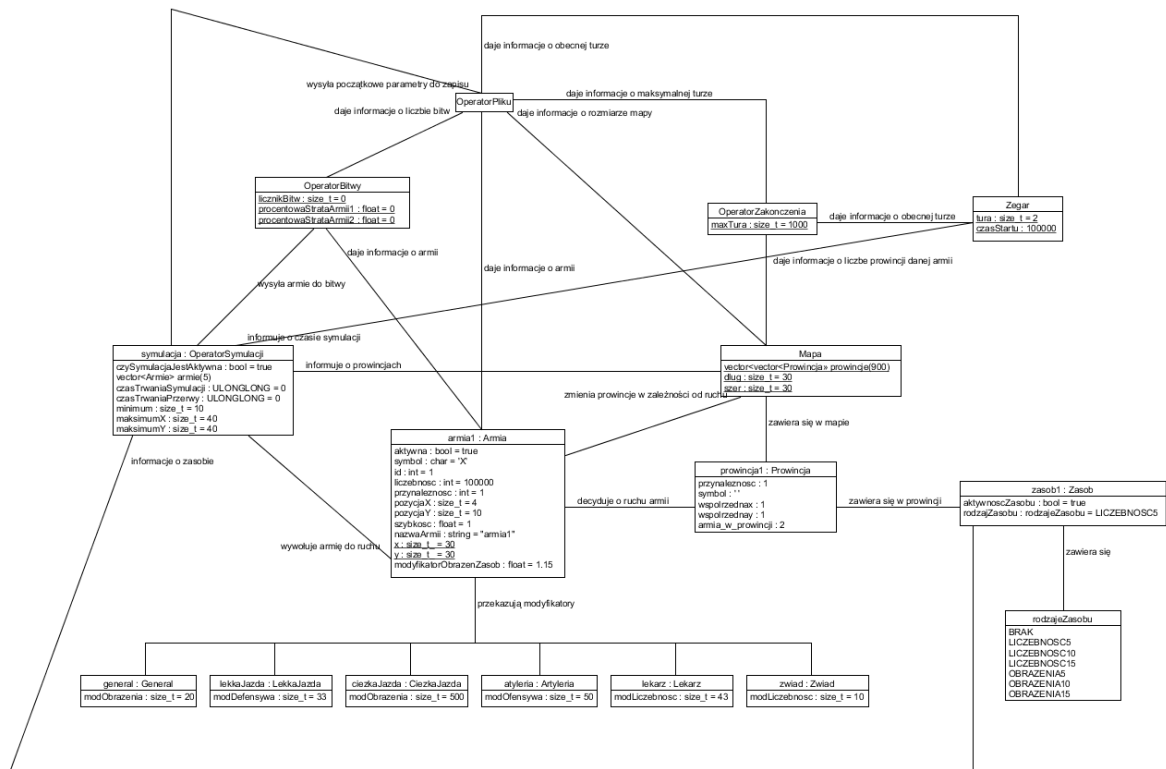 daje informacje o obecnej turze
wysyła początkowe parametry do zapisu
OperatorPliku
daje informacje o maksymalnej turze
daje informacje o liczbie bitw
daje informacje o rozmiarze mapy
OperatorBitwy
licznikBitw : size_t = 0
procentowaStrataArmii1 : float = 0
procentowaStrataArmii2 : float = 0
OperatorZakonczenia
maxTura : size_t = 1000
daje informacje o obecnej turze
Zegar
tura : size_t = 2
czasStartu : 100000
daje informacje o armii
daje informacje o armii
daje informacje o liczbe prowincji danej armii
wysyła armie do bitwy
informuje o czasie symulacji
symulacja : OperatorSymulacji
czySymulacjaJestAktywna : bool = true
vector<Armie> armie(5)
czasTrwaniaSymulacji : ULONGLONG = 0
czasTrwaniaPrzerwy : ULONGLONG = 0
minimum : size_t = 10
maksimumX : size_t = 40
maksimumY : size_t = 40
informuje o prowincjach
Mapa
vector<vector<Prowincja» prowincje(900)
dlug : size_t = 30
szer : size_t = 30
zmienia prowincje w zależności od ruchu
zawiera się w mapie
informacje o zasobie
armia1 : Armia
aktywna : bool = true
symbol : char = 'X'
id : int = 1
liczebnosc : int = 100000
przynaleznosc : int = 1
pozycjaX : size_t = 4
pozycjaY : size_t = 10
szybkosc : float = 1
nazwaArmii : string = "armia1"
x : size_t_ = 30
y : size_t_ = 30
modyfikatorObrazenZasob : float = 1.15
decyduje o ruchu armii
prowincja1 : Prowincja
przynaleznosc : 1
symbol : ' '
wspolrzednax : 1
wspolrzednay : 1
armia_w_prowincji : 2
zawiera się w prowincji
zasob1 : Zasob
aktywnoscZasobu : bool = true
rodzajZasobu : rodzajeZasobu = LICZEBNOSC5
wywołuje armię do ruchu
zawiera się
przekazują modyfikatory
rodzajeZasobu
BRAK
LICZEBNOSC5
LICZEBNOSC10
LICZEBNOSC15
OBRAZENIA5
OBRAZENIA10
OBRAZENIA15
general : General
modObrazenia : size_t = 20
lekkaJazda : LekkaJazda
modDefensywa : size_t = 33
ciezkaJazda : CiezkaJazda
modObrazenia : size_t = 500
atyleria : Artyleria
modOfensywa : size_t = 50
lekarz : Lekarz
modLiczebnosc : size_t = 43
zwiad : Zwiad
modLiczebnosc : size_t = 10